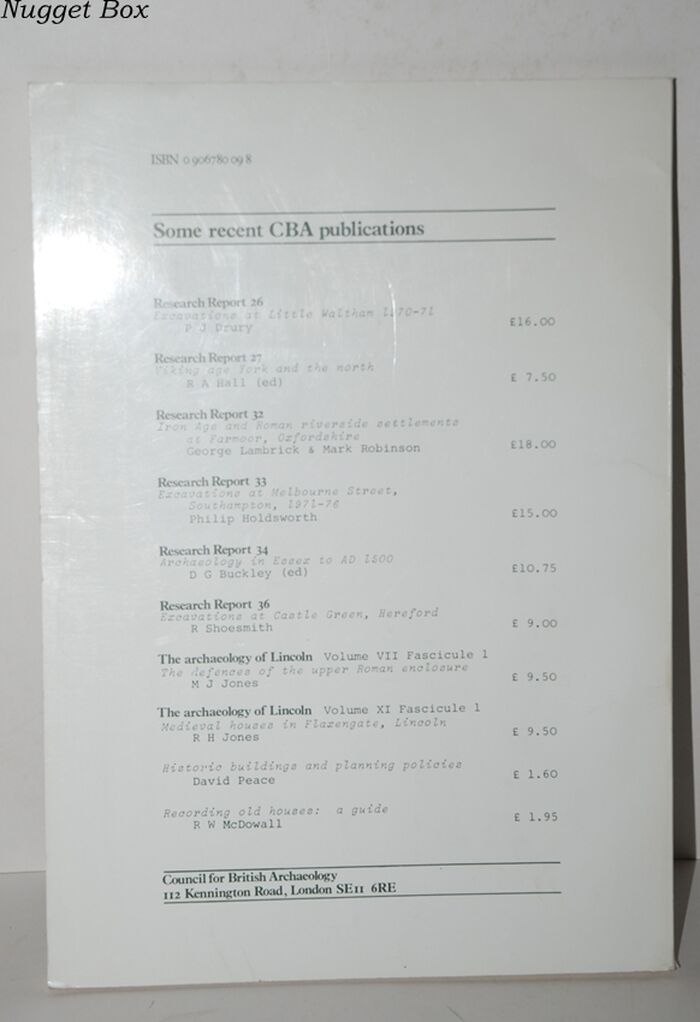 Nugget Box
ISBN 0 906780 09 8
Some recent CBA publications
Research Report 26
Excavations at Little Waltham 1970-71
P J Drury £16.00
Research Report 27
Viking age York and the north
R A Hall (ed) £ 7.50
Research Report 32
Iron Age and Roman riverside settlements
at Farmoor, Oxfordshire
George Lambrick & Mark Robinson £18.00
Research Report 33
Excavations at Melbourne Street,
Southampton, 1971-76
Philip Holdsworth £15.00
Research Report 34
Archaeology in Essex to AD 1500
D G Buckley (ed) £10.75
Research Report 36
Excavations at Castle Green, Hereford
R Shoesmith £ 9.00
The archaeology of Lincoln Volume VII Fascicule 1
The defences of the upper Roman enclosure
M J Jones £ 9.50
The archaeology of Lincoln Volume XI Fascicule 1
Medieval houses in Flaxengate, Lincoln
R H Jones £ 9.50
Historic buildings and planning policies
David Peace £ 1.60
Recording old houses: a guide
R W McDowall £ 1.95
Council for British Archaeology
112 Kennington Road, London SE11 6RE